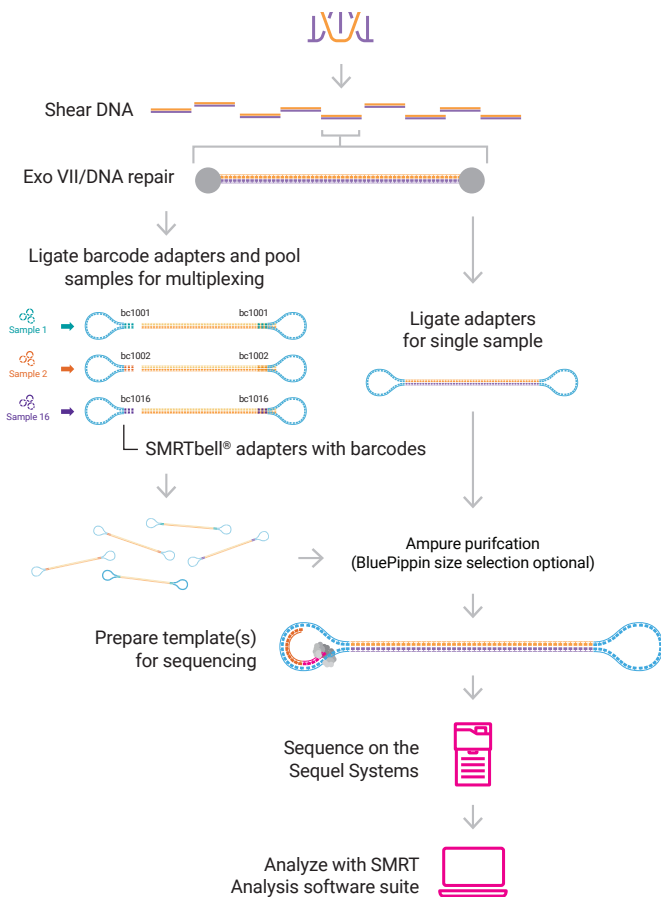 Shear DNA
Exo VII/DNA repair
Ligate barcode adapters and pool
samples for multiplexing
bc1001
bc1001
Sample 1
bc1002
bc1002
Sample 2
bc1016
bc1016
Sample 16
SMRTbell® adapters with barcodes
Ligate adapters
for single sample
Ampure purifcation
(BluePippin size selection optional)
Prepare template(s)
for sequencing
Sequence on the
Sequel Systems
Analyze with SMRT
Analysis software suite